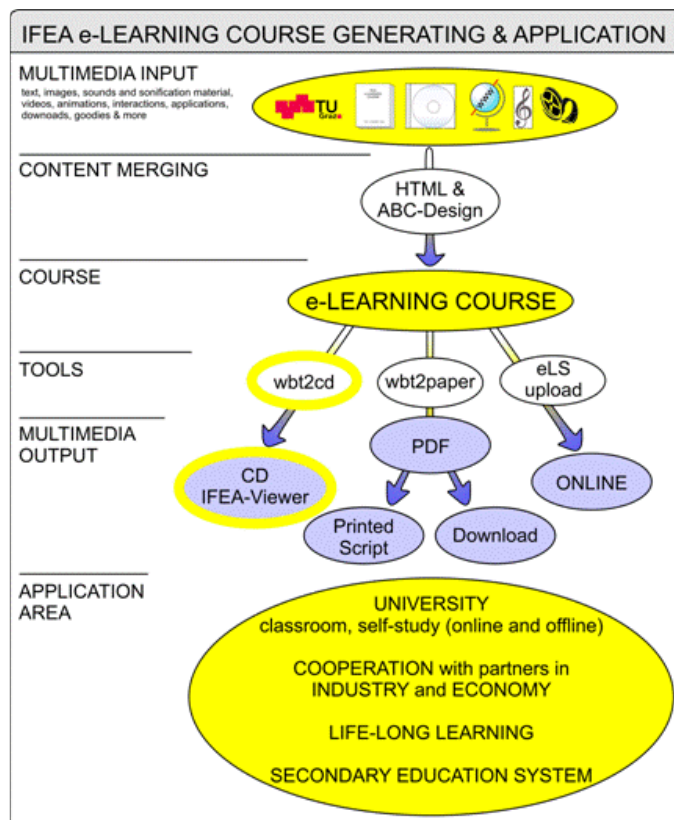 IFEA e-LEARNING COURSE GENERATING & APPLICATION
MULTIMEDIA INPUT
text, images, sounds and sonification material,
videos, animations, interactions, applications,
downoads, goodies & more
TU
Graz
WWW
CONTENT MERGING
HTML &
ABC-Design
COURSE
e-LEARNING COURSE
TOOLS
wbt2cd
wbt2paper
eLS
upload
MULTIMEDIA
OUTPUT
CD
IFEA-Viewer
PDF
ONLINE
Printed
Script
Download
APPLICATION
AREA
UNIVERSITY
classroom, self-study (online and offline)
COOPERATION with partners in
INDUSTRY and ECONOMY
LIFE-LONG LEARNING
SECONDARY EDUCATION SYSTEM